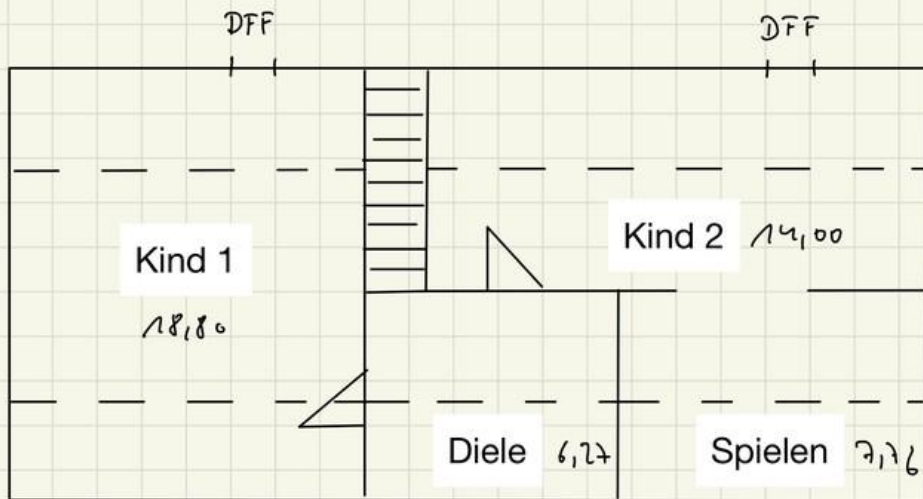 DFF DFF
Kind 1
18,80
Kind 2 14,00
Diele 6,27
Spielen 7,76